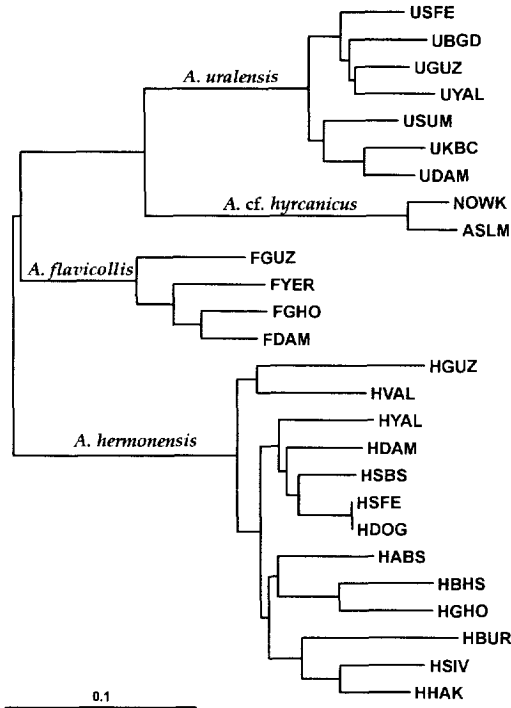 USFE
UBGD
A. uralensis
UGUZ
UYAL
USUM
UKBC
UDAM
A. cf. hyrcanicus
NOWK
ASLM
FGUZ
A. flavicollis
FYER
FGHO
FDAM
HGUZ
HVAL
HYAL
A. hermonensis
HDAM
HSBS
HSFE
HDOG
HABS
HBHS
HGHO
HBUR
HSIV
HHAK
0.1